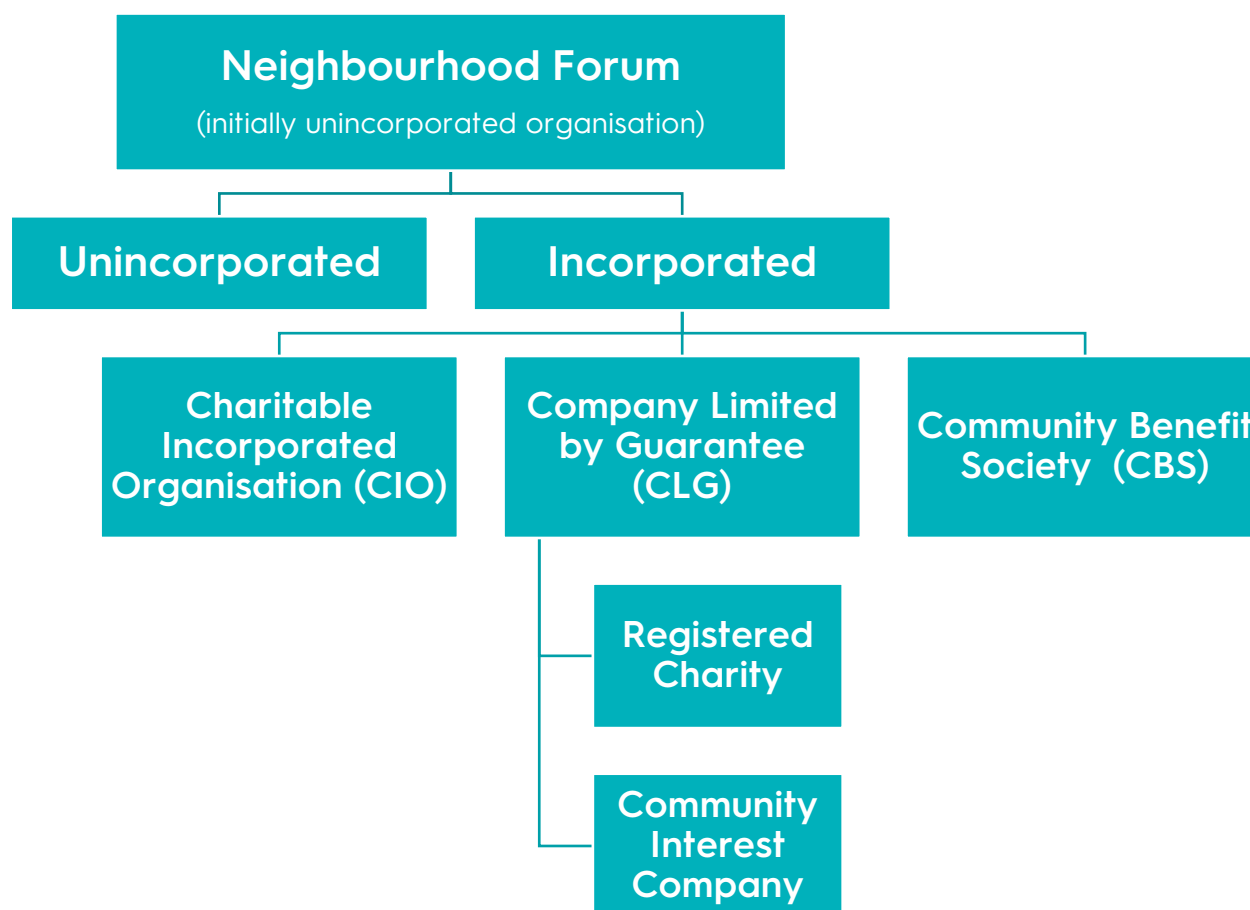 Neighbourhood Forum
(initially unincorporated organisation)
Unincorporated
Incorporated
Charitable
Incorporated
Organisation (CIO)
Company Limited
by Guarantee
(CLG)
Community Benefit
Society (CBS)
Registered
Charity
Community
Interest
Company